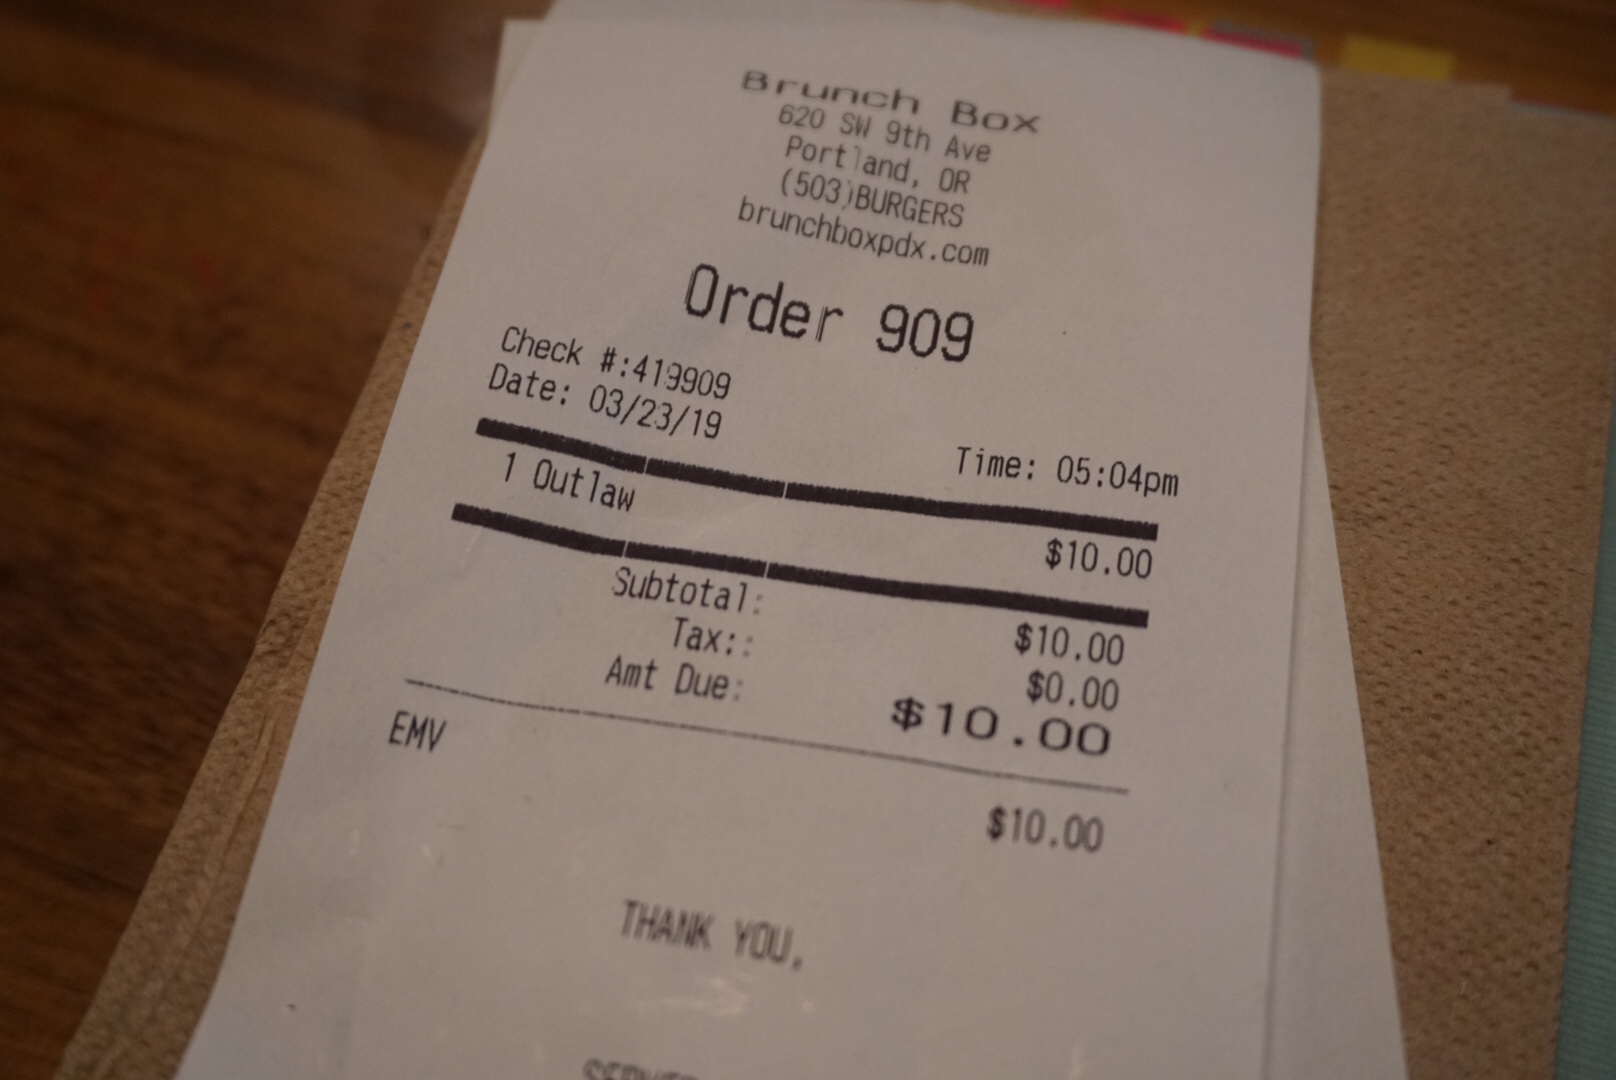 Brunch Box
620 SW 9th Ave
Portland, OR
(503)BURGERS
brunchboxpdx.com
Order 909
Check #:419909
Date: 03/23/19 Time: 05:04pm
1 Outlaw $10.00
Subtotal: $10.00
Tax:: $0.00
Amt Due: $10.00
EMV $10.00
THANK YOU,